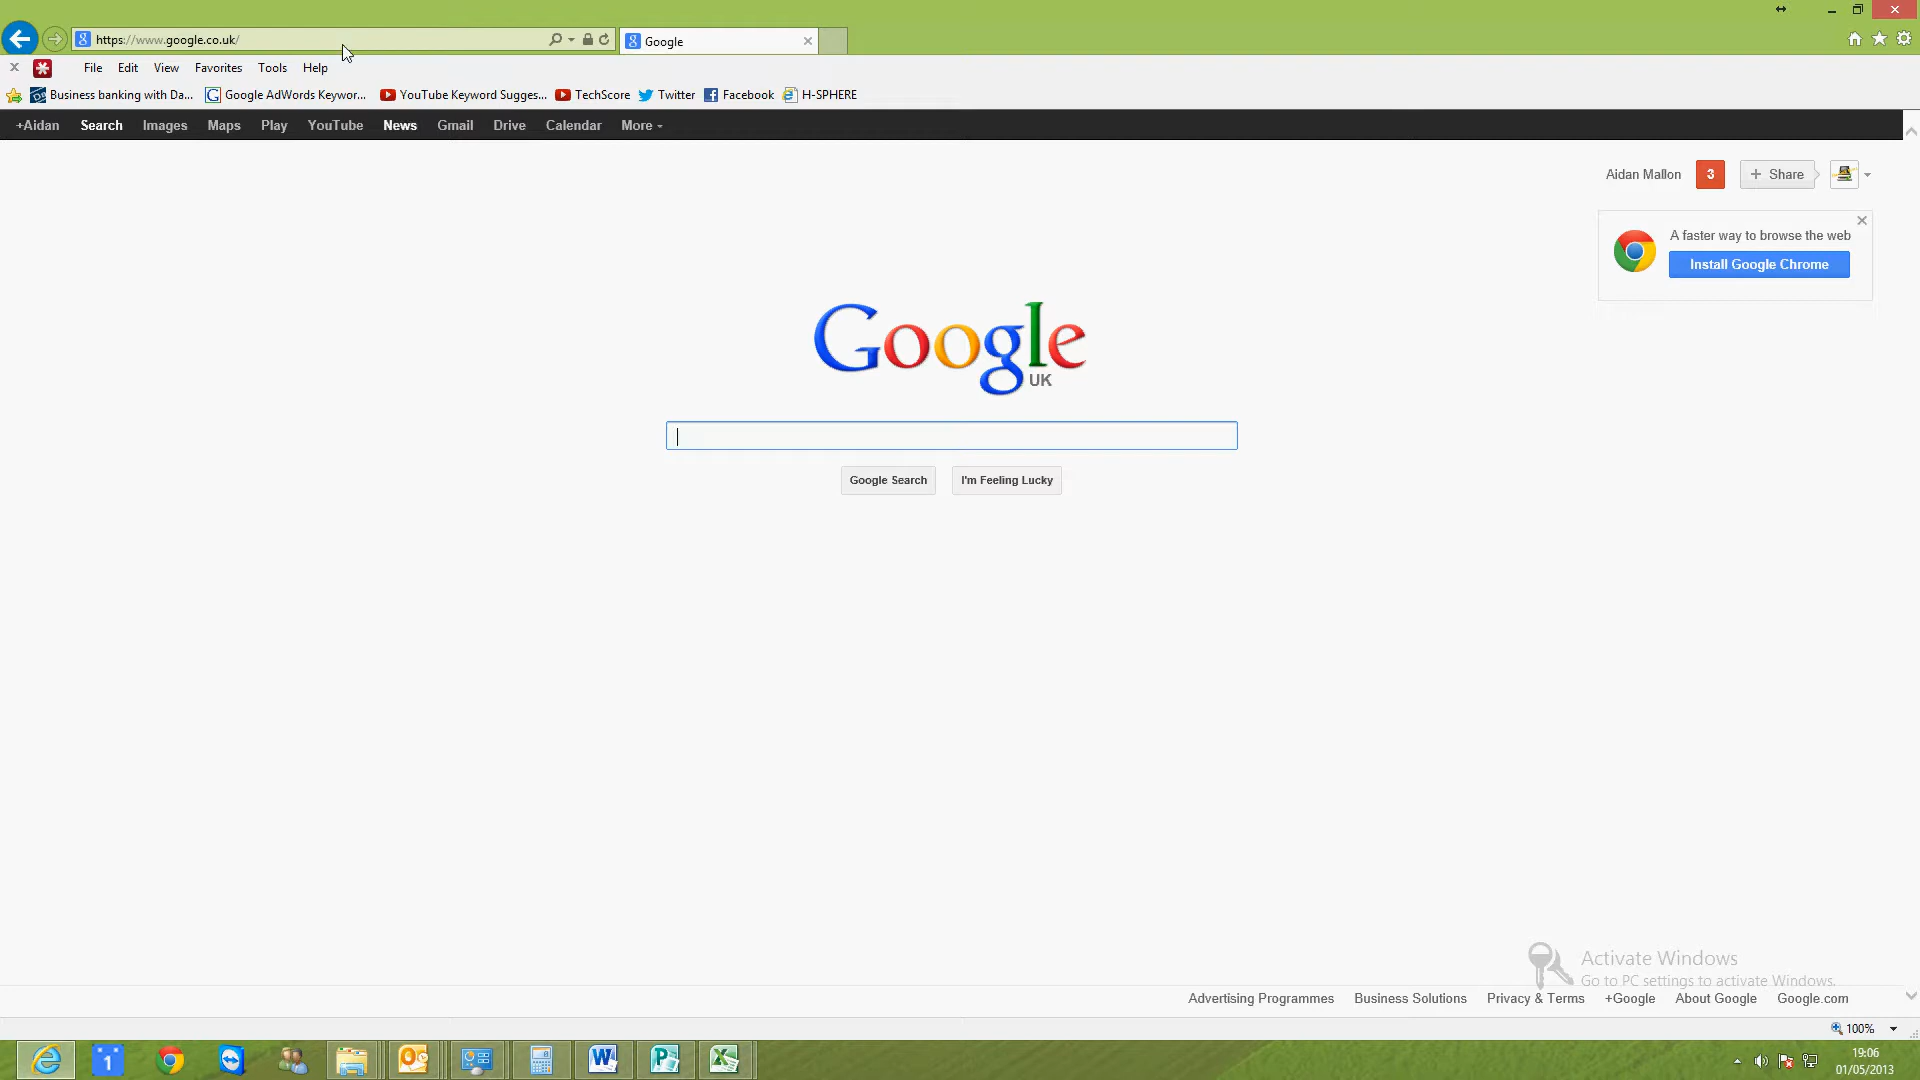 https://www.google.co.uk/
Google
File Edit View Favorites Tools Help
Business banking with Da... Google AdWords Keywor... YouTube Keyword Sugges... TechScore Twitter Facebook H-SPHERE
+Aidan Search Images Maps Play YouTube News Gmail Drive Calendar More
Aidan Mallon 3 + Share
A faster way to browse the web
Install Google Chrome
Google
UK
Google Search I'm Feeling Lucky
Activate Windows
Go to PC settings to activate Windows.
Advertising Programmes Business Solutions Privacy & Terms +Google About Google Google.com
100%
1
19:06
01/05/2013